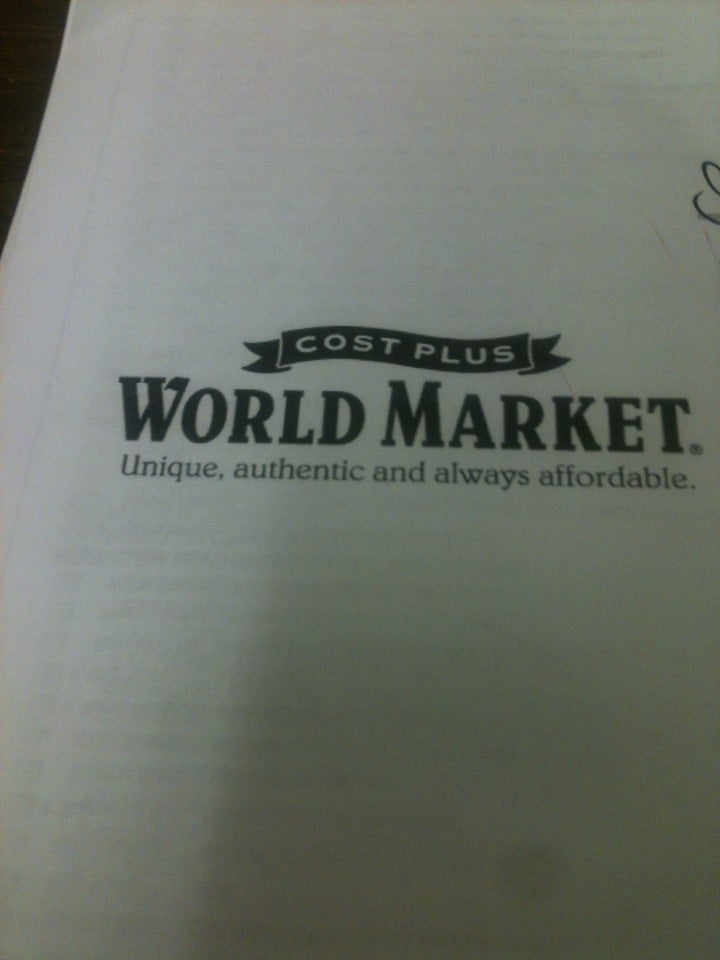 COST PLUS
WORLD MARKET®
Unique, authentic and always affordable.